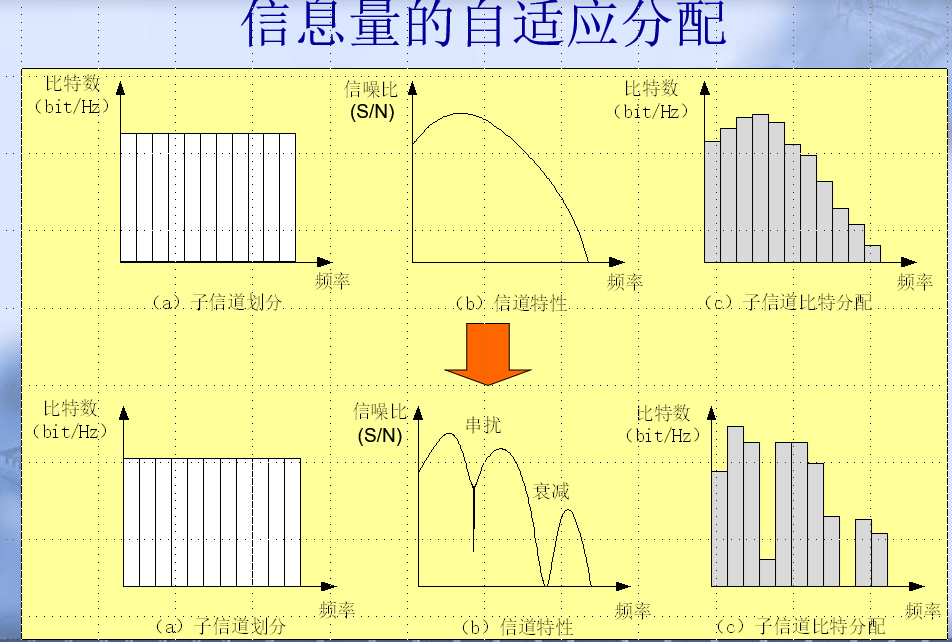 信息量的自适应分配
比特数
（bit/Hz）
频率
（a）子信道划分
信噪比
(S/N)
频率
（b）信道特性
比特数
（bit/Hz）
频率
（c）子信道比特分配
比特数
（bit/Hz）
频率
（a）子信道划分
信噪比
(S/N)
串扰
衰减
频率
（b）信道特性
比特数
（bit/Hz）
频率
（c）子信道比特分配